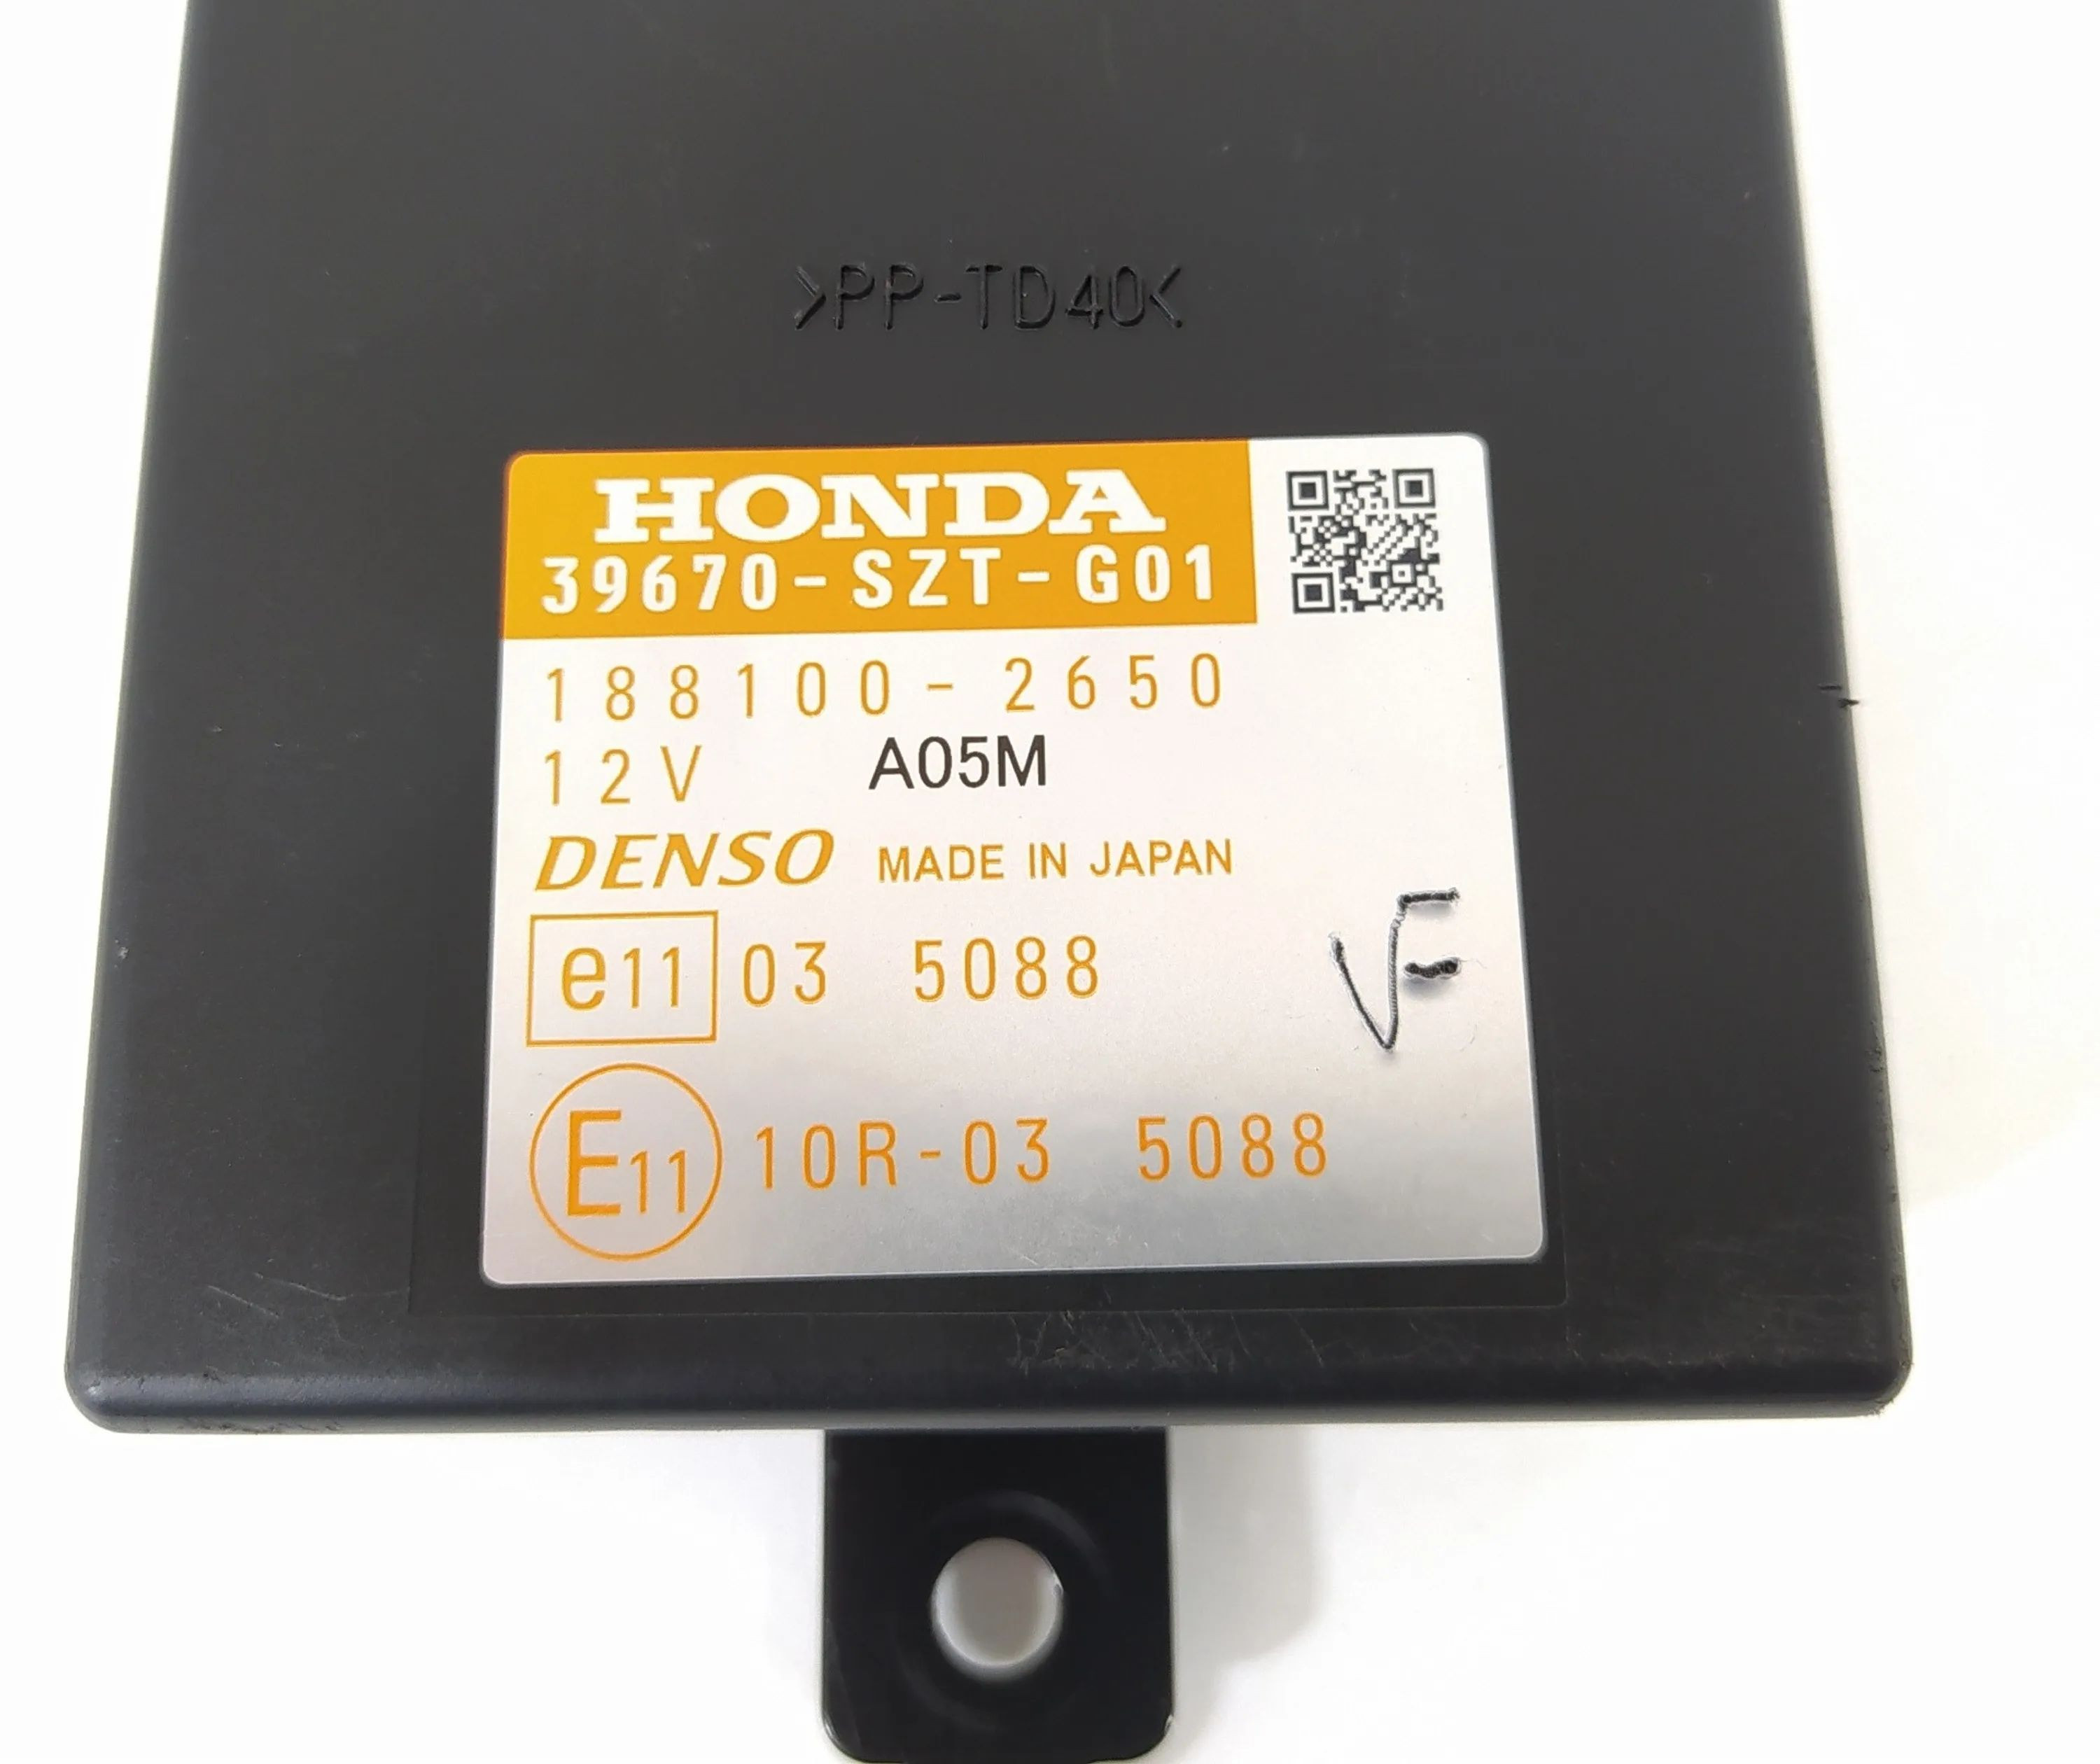 >PP-TD40<
HONDA
39670-SZT-G01
188100-2650
12V A05M
DENSO MADE IN JAPAN
e11 03 5088
E11 10R-03 5088